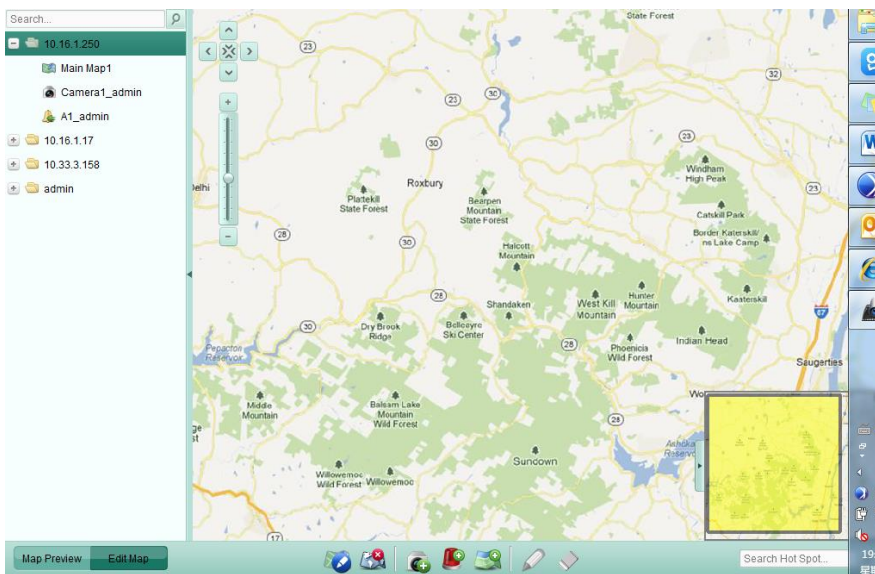 Search...
10.16.1.250
Main Map1
Camera1_admin
A1_admin
10.16.1.17
10.33.3.158
admin
State Forest
23
32
23
30
30
23
Windham
High Peak
23
Roxbury
Plattekill
State Forest
Bearpen
Mountain
State Forest
Catskill Park
28
30
Border Katerskill/
ns Lake Camp
Halcott
Mountain
28
Shandaken
West Kill
Mountain
Hunter
Mountain
Kaaterskill
87
30
Dry Brook
Ridge
Belleayre
Ski Center
28
Phoenicia
Wild Forest
Indian Head
Pepacton
Reservoir
Saugerties
Middle
Mountain
Balsam Lake
Mountain
Wild Forest
28
Sundown
Willowemoc
Wild Forest
Willowemoc
17
Map Preview
Edit Map
Search Hot Spot...